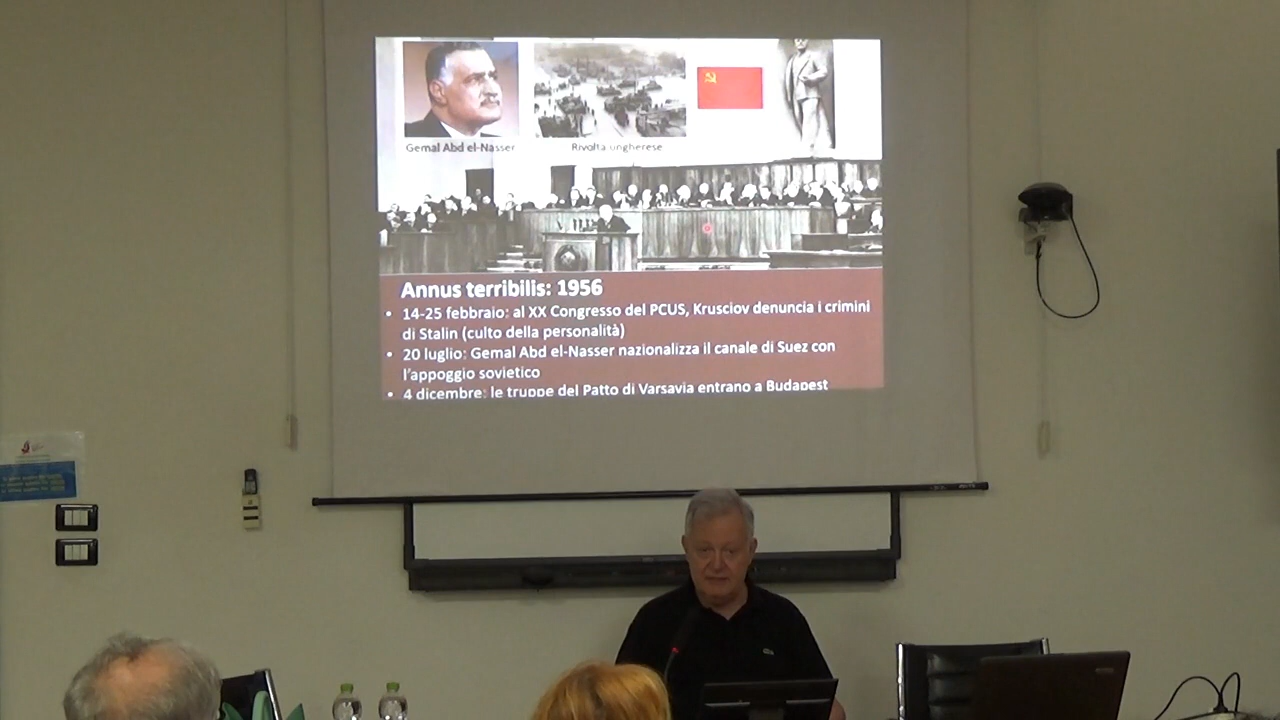 Gemal Abd el-Nasser
Rivolta ungherese
Annus terribilis: 1956
• 14-25 febbraio: al XX Congresso del PCUS, Krusciov denuncia i crimini
di Stalin (culto della personalità)
• 20 luglio: Gemal Abd el-Nasser nazionalizza il canale di Suez con
l'appoggio sovietico
• 4 dicembre: le truppe del Patto di Varsavia entrano a Budapest